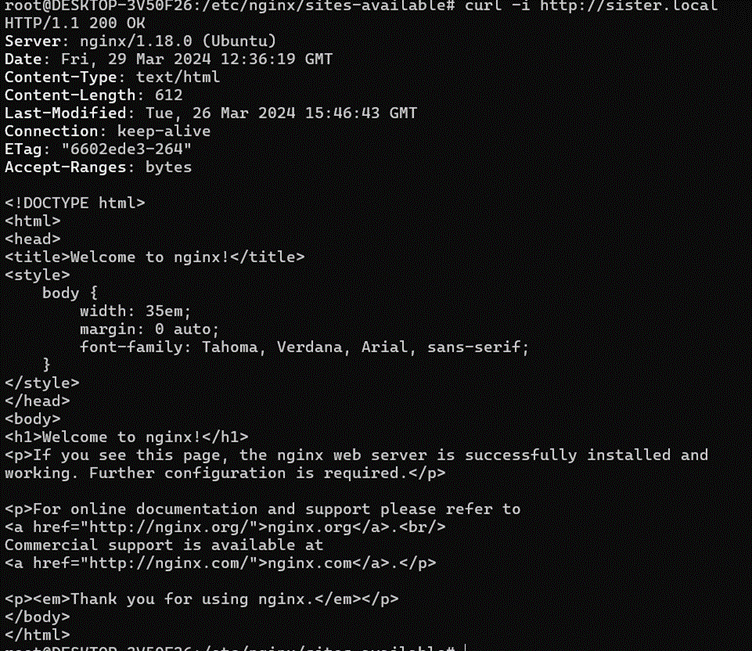 root@DESKTOP-3V50F26:/etc/nginx/sites-available# curl -i http://sister.local
HTTP/1.1 200 OK
Server: nginx/1.18.0 (Ubuntu)
Date: Fri, 29 Mar 2024 12:36:19 GMT
Content-Type: text/html
Content-Length: 612
Last-Modified: Tue, 26 Mar 2024 15:46:43 GMT
Connection: keep-alive
ETag: "6602ede3-264"
Accept-Ranges: bytes

<!DOCTYPE html>
<html>
<head>
<title>Welcome to nginx!</title>
<style>
    body {
        width: 35em;
        margin: 0 auto;
        font-family: Tahoma, Verdana, Arial, sans-serif;
    }
</style>
</head>
<body>
<h1>Welcome to nginx!</h1>
<p>If you see this page, the nginx web server is successfully installed and
working. Further configuration is required.</p>

<p>For online documentation and support please refer to
<a href="http://nginx.org/">nginx.org</a>.<br/>
Commercial support is available at
<a href="http://nginx.com/">nginx.com</a>.</p>

<p><em>Thank you for using nginx.</em></p>
</body>
</html>
root@DESKTOP-3V50F26:/etc/nginx/sites-available#